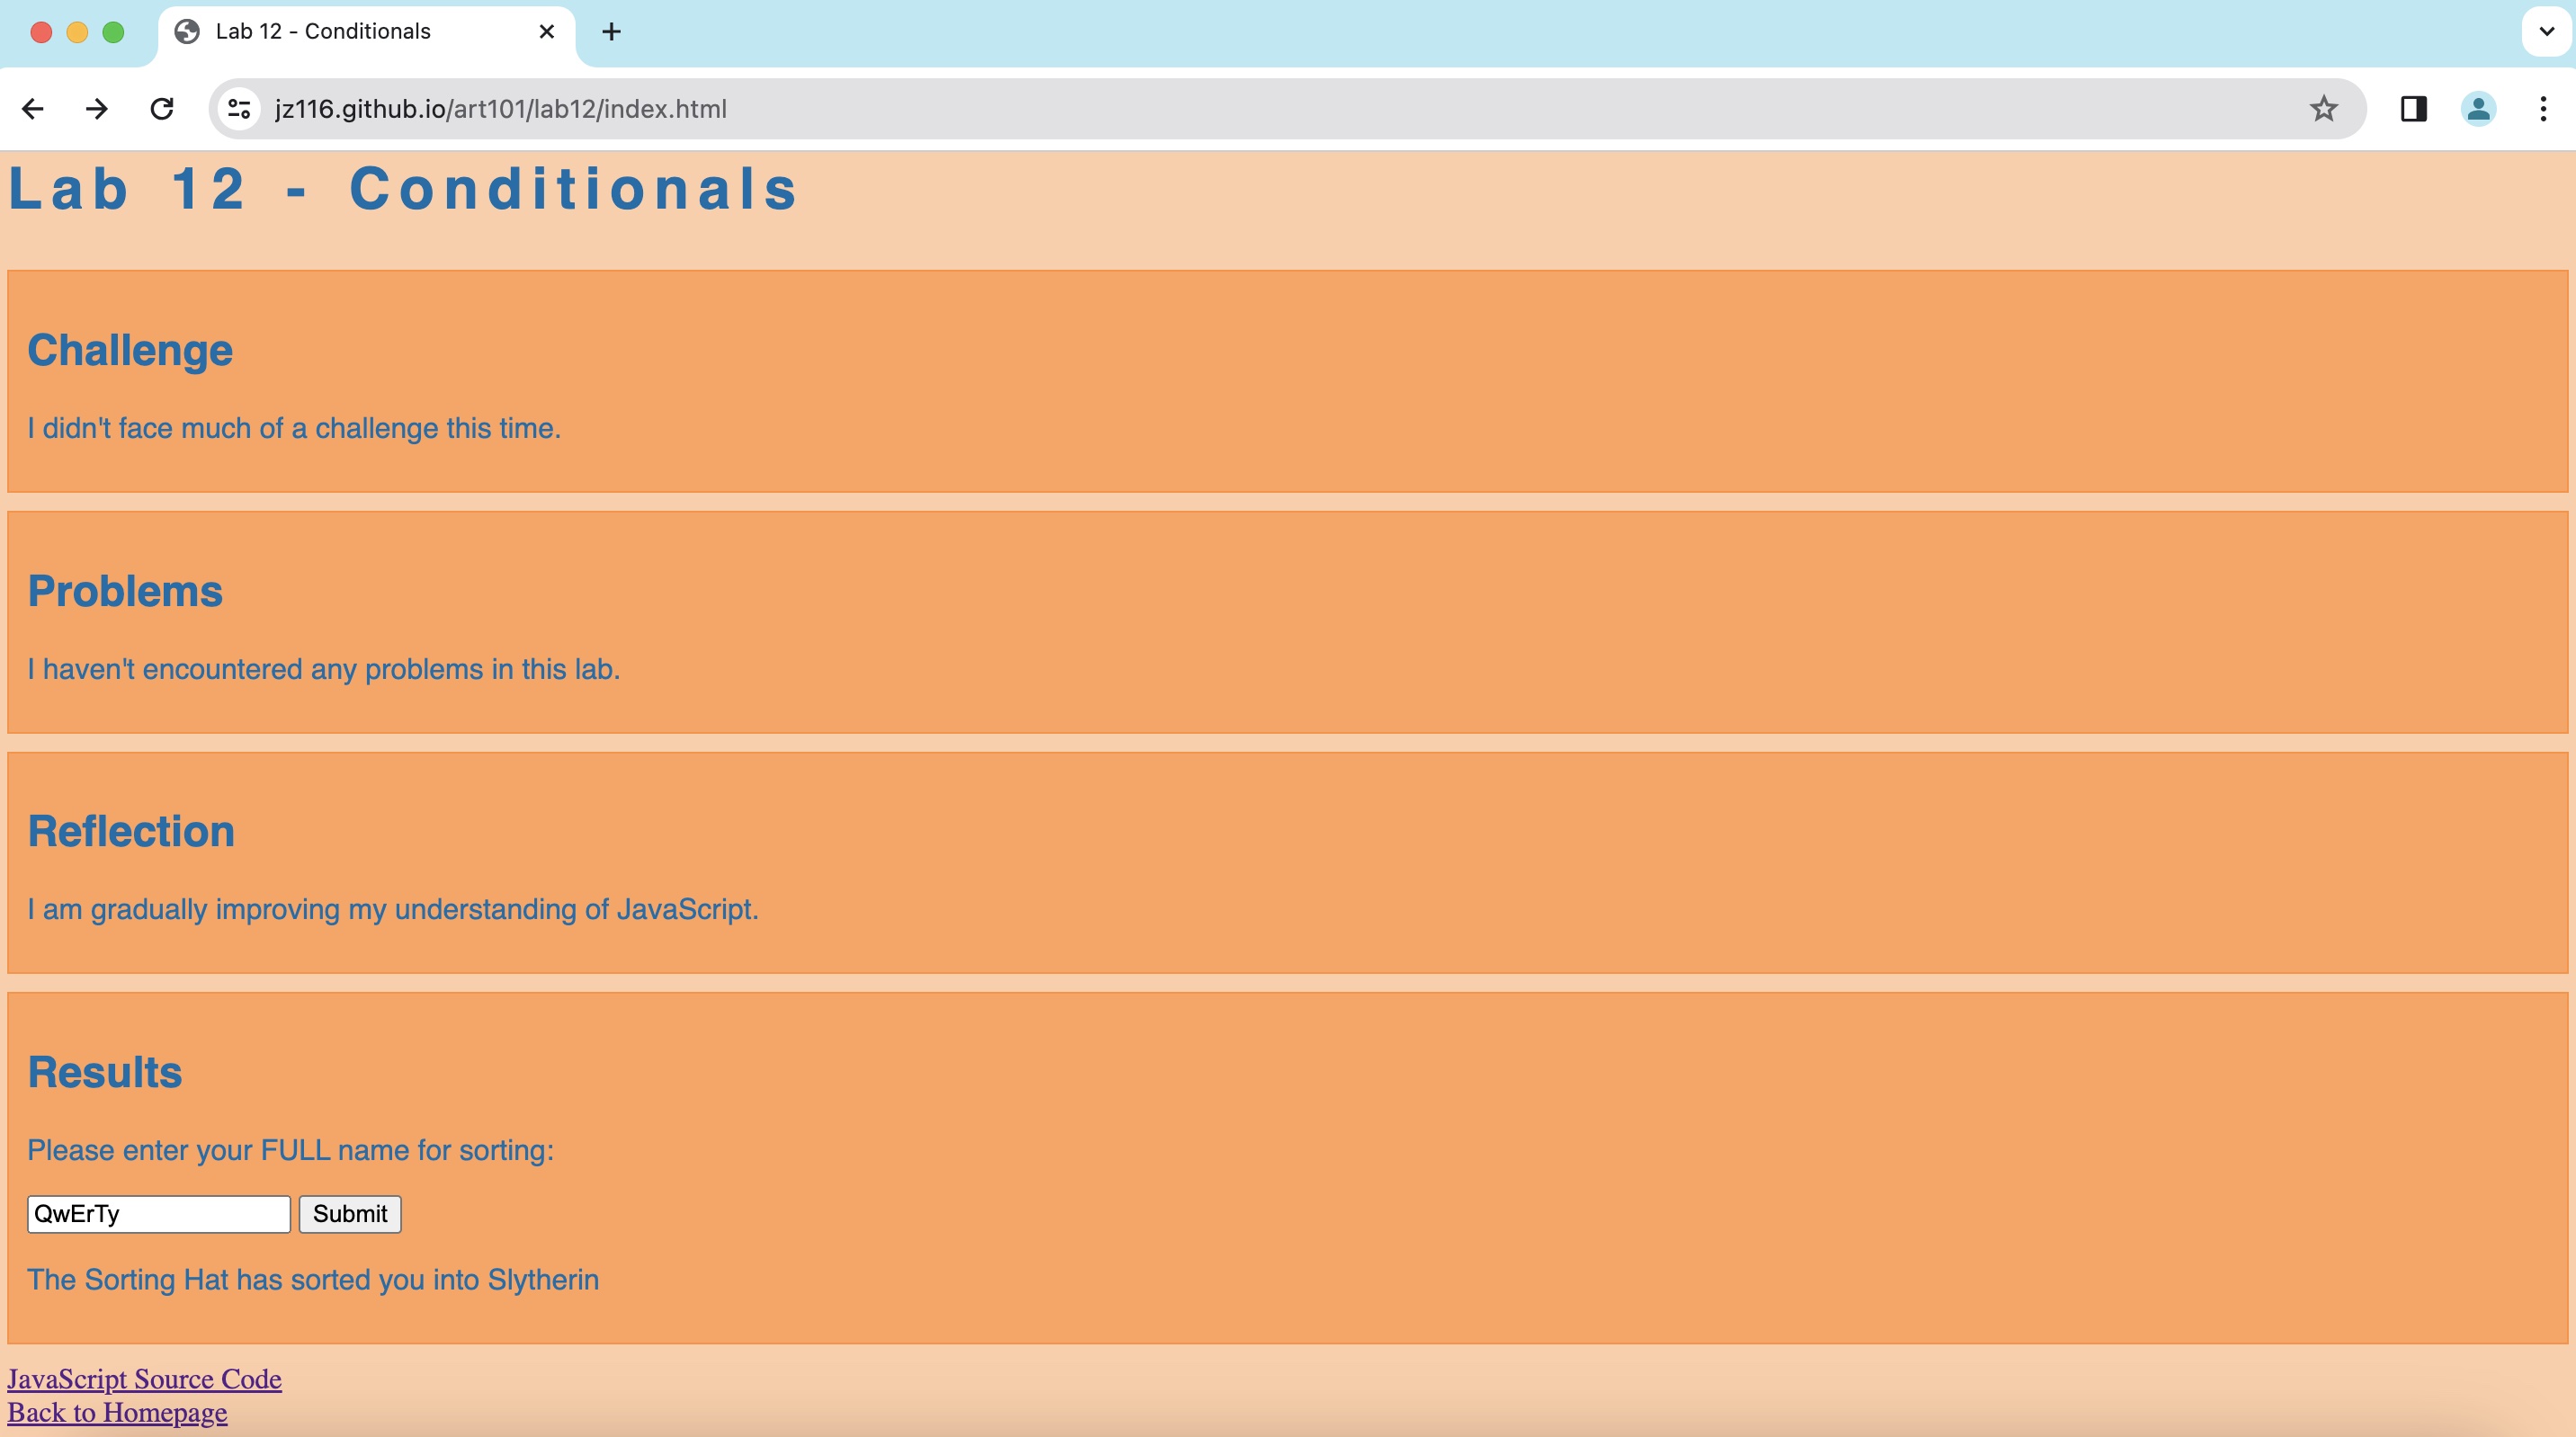 Lab 12 - Conditionals
jz116.github.io/art101/lab12/index.html
Lab 12 - Conditionals
Challenge
I didn't face much of a challenge this time.
Problems
I haven't encountered any problems in this lab.
Reflection
I am gradually improving my understanding of JavaScript.
Results
Please enter your FULL name for sorting:
QwErTy Submit
The Sorting Hat has sorted you into Slytherin
JavaScript Source Code
Back to Homepage